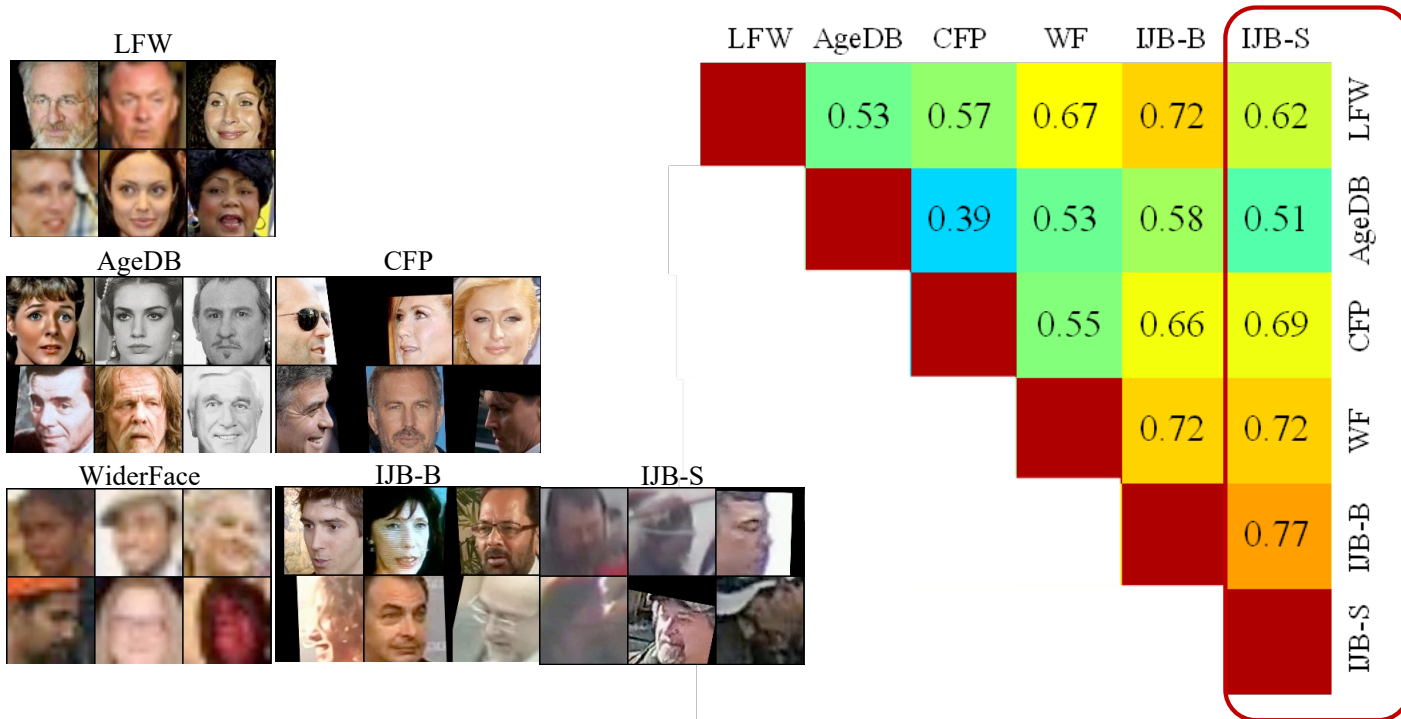 LFW
AgeDB CFP
WiderFace IJB-B IJB-S
LFW AgeDB CFP WF IJB-B IJB-S
0.53 0.57 0.67 0.72 0.62 LFW
0.39 0.53 0.58 0.51 AgeDB
0.55 0.66 0.69 CFP
0.72 0.72 WF
0.77 IJB-B
IJB-S